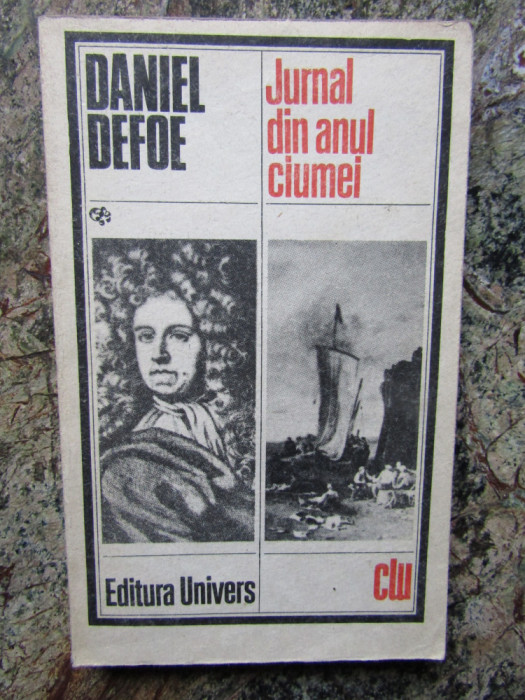 DANIEL
DEFOE
Jurnal
din anul
ciumei
Editura Univers
clu